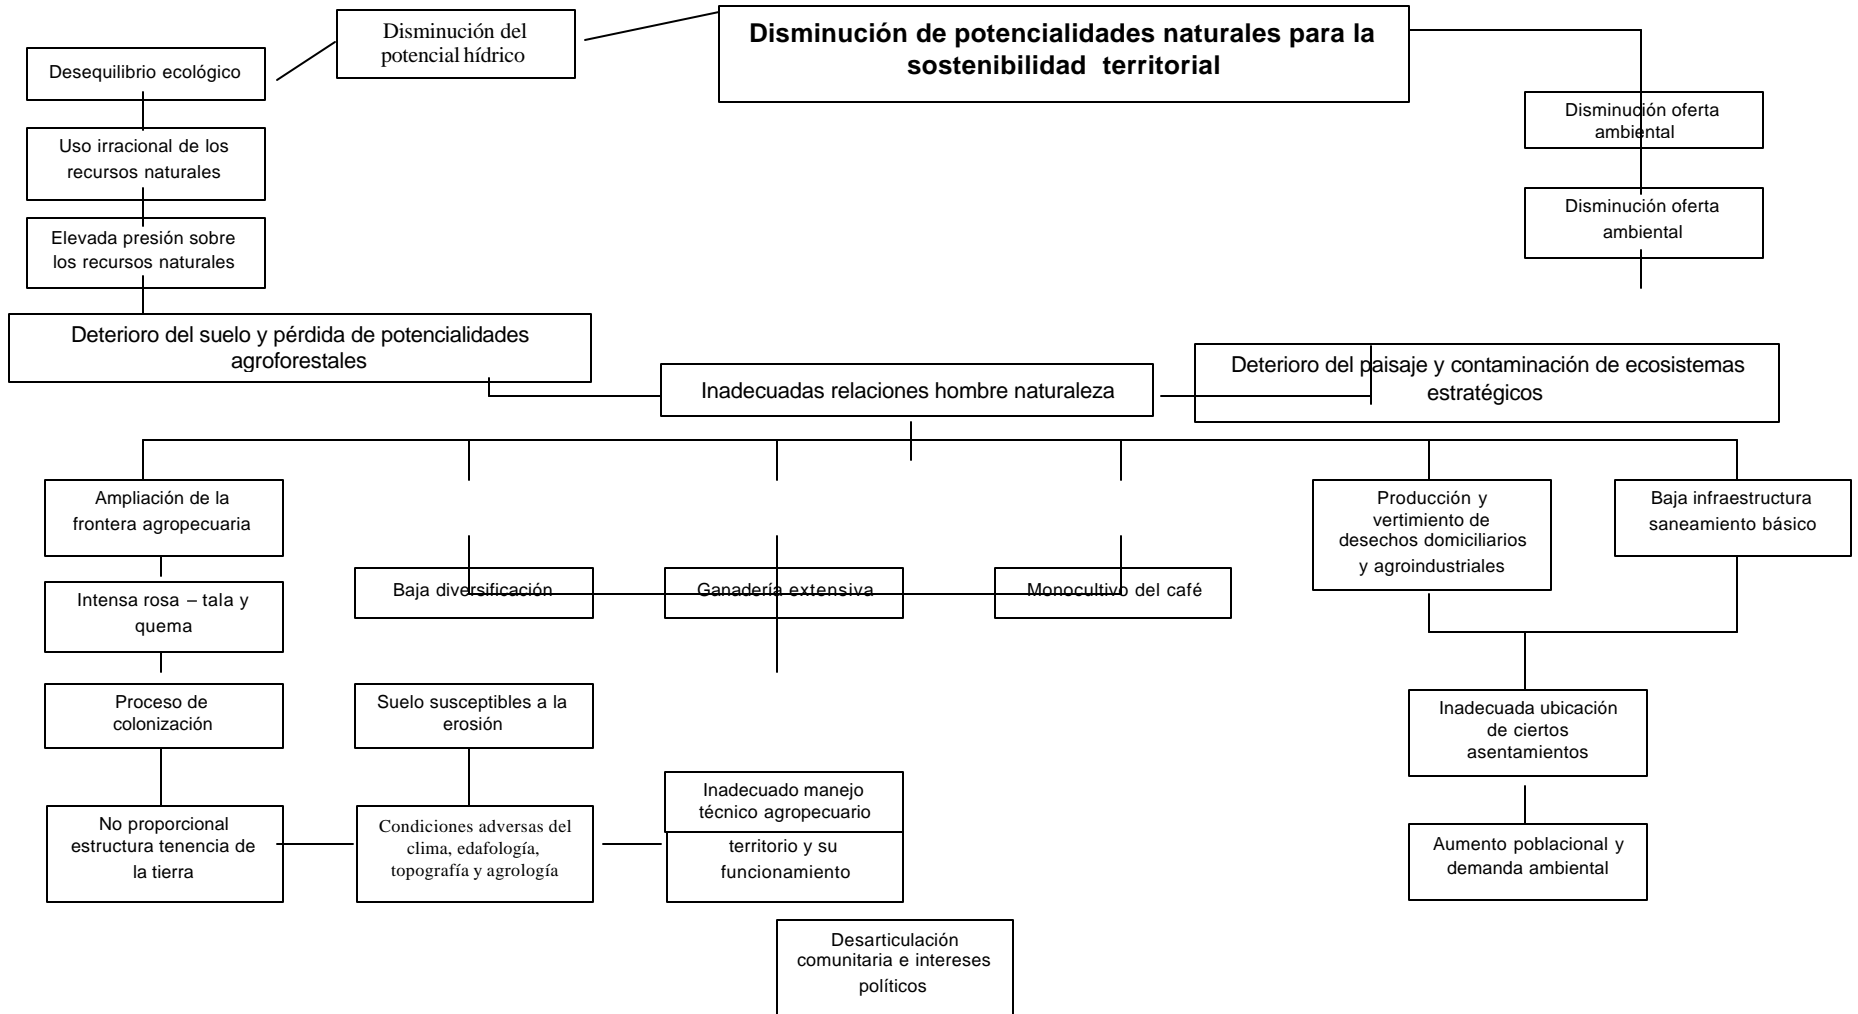 Disminución de potencialidades naturales para la
sostenibilidad territorial
Disminución del
potencial hídrico
Desequilibrio ecológico
Uso irracional de los
recursos naturales
Elevada presión sobre
los recursos naturales
Disminución oferta
ambiental
Disminución oferta
ambiental
Deterioro del suelo y pérdida de potencialidades
agroforestales
Inadecuadas relaciones hombre naturaleza
Deterioro del paisaje y contaminación de ecosistemas
estratégicos
Ampliación de la
frontera agropecuaria
Producción y
vertimiento de
desechos domiciliarios
y agroindustriales
Baja infraestructura
saneamiento básico
Intensa rosa – tala y
quema
Baja diversificación
Ganadería extensiva
Monocultivo del café
Proceso de
colonización
Suelo susceptibles a la
erosión
Inadecuada ubicación
de ciertos
asentamientos
No proporcional
estructura tenencia de
la tierra
Condiciones adversas del
clima, edafología,
topografía y agrología
Inadecuado manejo
técnico agropecuario
territorio y su
funcionamiento
Aumento poblacional y
demanda ambiental
Desarticulación
comunitaria e intereses
políticos